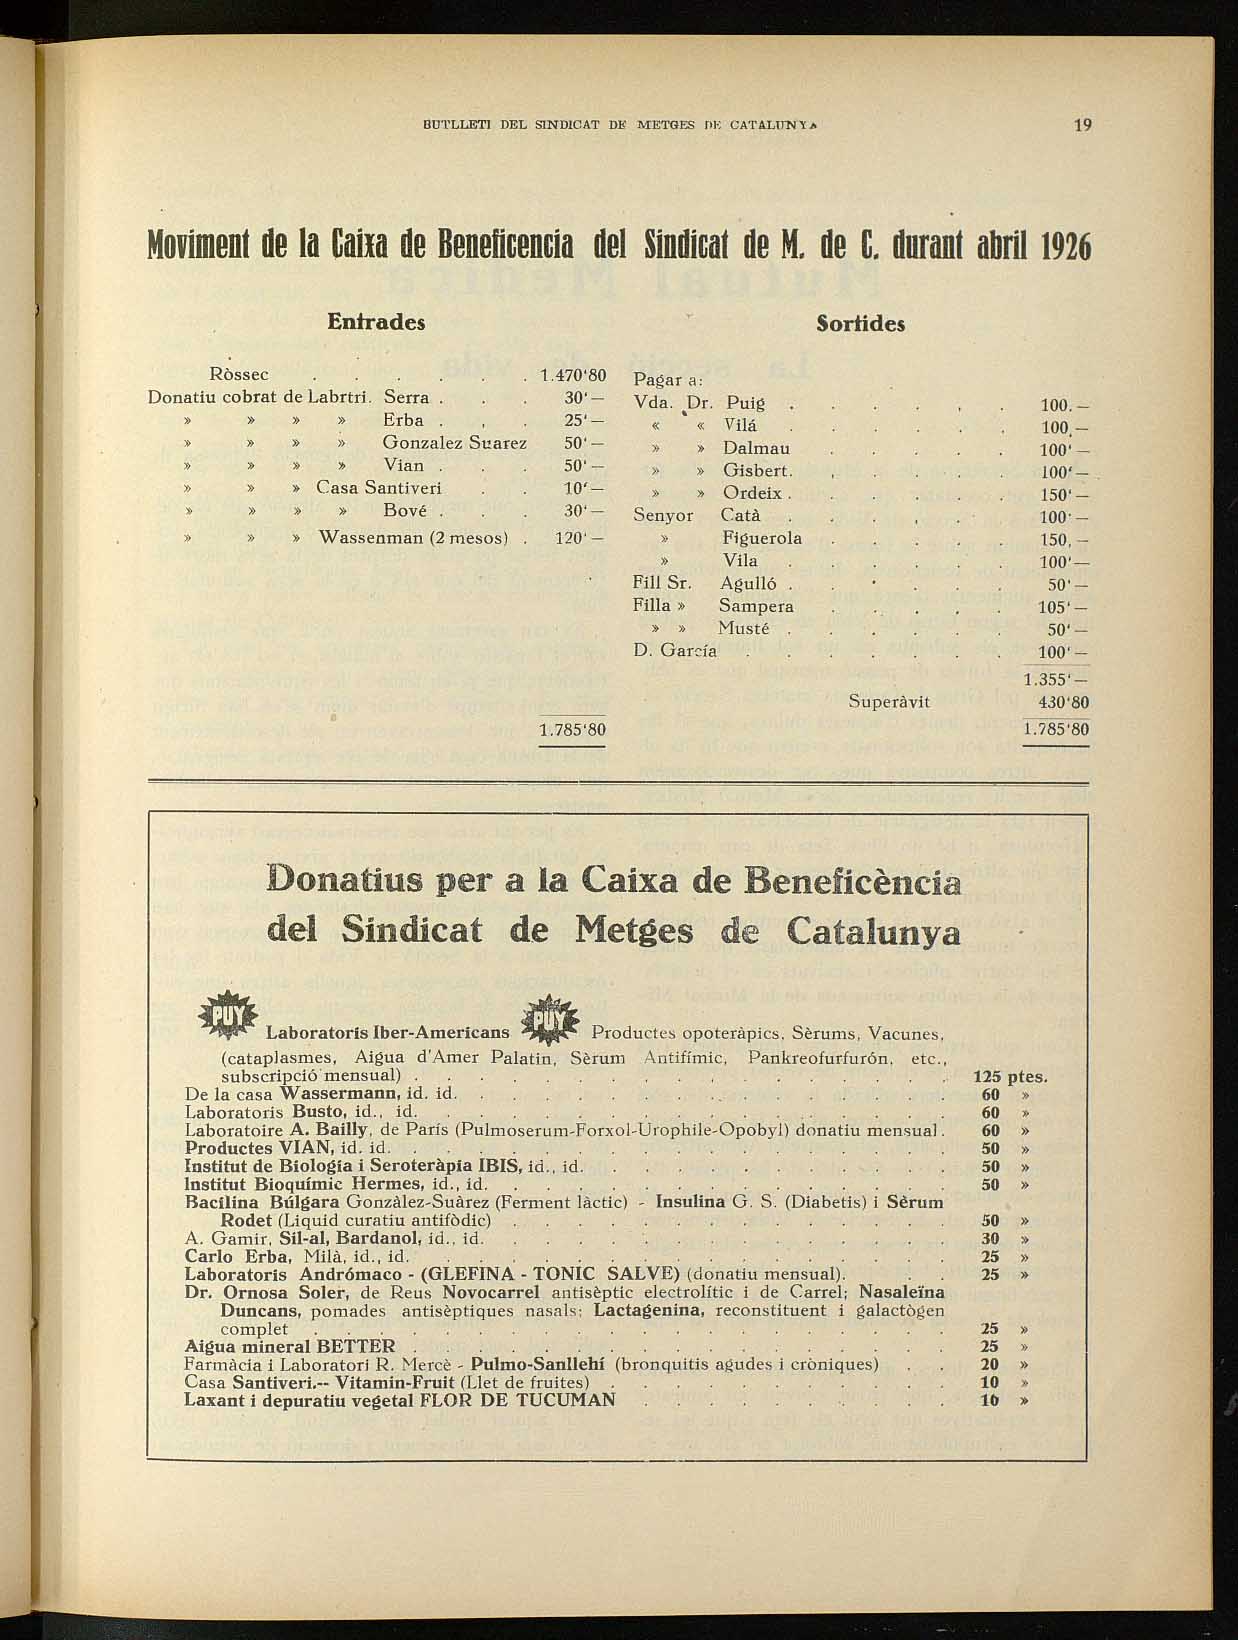 BUTLLETI DEL SINDICAT DE METGES DE CATALUNYA 19
Moviment de la Caixa de Beneficencia del Sindicat de M. de C. durant abril 1926
Entrades
Ròssec . . . . . . 1.470'80
Donatiu cobrat de Labrtri. Serra . . . 30'—
» » » » Erba . . . 25'—
» » » » Gonzalez Suarez 50'—
» » » » Vian . . . 50'—
» » » Casa Santiveri . . 10'—
» » » » Bové . . . 30'—
» » » Wassenman (2 mesos) . 120'—
1.785'80
Sortides
Pagar a:
Vda. Dr. Puig . . . . . . 100.—
« « Vilá . . . . . . 100.—
» » Dalmau . . . . . 100'—
» » Gisbert. . . . . . 100'—
» » Ordeix . . . . . . 150'—
Senyor Catà . . . . . . 100'—
» Figuerola . . . . . 150,—
» Vila . . . . . . 100'—
Fill Sr. Agulló . . . . . . 50'—
Filla » Sampera . . . . . 105'—
» » Musté . . . . . . 50'—
D. García . . . . . . . 100'—
1.355'—
Superàvit 430'80
1.785'80
Donatius per a la Caixa de Beneficència
del Sindicat de Metges de Catalunya
PUY Laboratoris Iber-Americans PUY Productes opoteràpics, Sèrums, Vacunes,
(cataplasmes, Aigua d'Amer Palatin, Sèrum Antifímic, Pankreofurfurón, etc.,
subscripció mensual) . . . . . . . . . . . . . . . . . 125 ptes.
De la casa Wassermann, id. id. . . . . . . . . . . . . . . . 60 »
Laboratoris Busto, id., id. . . . . . . . . . . . . . . . . 60 »
Laboratoire A. Bailly, de París (Pulmoserum-Forxol-Urophile-Opobyl) donatiu mensual. 60 »
Productes VIAN, id. id. . . . . . . . . . . . . . . . . . 50 »
Institut de Biologia i Seroteràpia IBIS, id., id. . . . . . . . . . . . 50 »
Institut Bioquímic Hermes, id., id. . . . . . . . . . . . . . . 50 »
Bacilina Búlgara Gonzàlez-Suàrez (Ferment làctic) - Insulina G. S. (Diabetis) i Sèrum
Rodet (Liquid curatiu antifòdic) . . . . . . . . . . . . . . 50 »
A. Gamir, Sil-al, Bardanol, id., id. . . . . . . . . . . . . . . 30 »
Carlo Erba, Milà, id., id. . . . . . . . . . . . . . . . . 25 »
Laboratoris Andrómaco - (GLEFINA - TONIC SALVE) (donatiu mensual). . . . 25 »
Dr. Ornosa Soler, de Reus Novocarrel antisèptic electrolític i de Carrel; Nasaleïna
Duncans, pomades antisèptiques nasals; Lactagenina, reconstituent i galactògen
complet . . . . . . . . . . . . . . . . . . . . 25 »
Aigua mineral BETTER . . . . . . . . . . . . . . . . . 25 »
Farmàcia i Laboratori R. Mercè - Pulmo-Sanllehí (bronquitis agudes i cròniques) . . 20 »
Casa Santiveri.-- Vitamin-Fruit (Llet de fruites) . . . . . . . . . . . 10 »
Laxant i depuratiu vegetal FLOR DE TUCUMAN . . . . . . . . . . 10 »